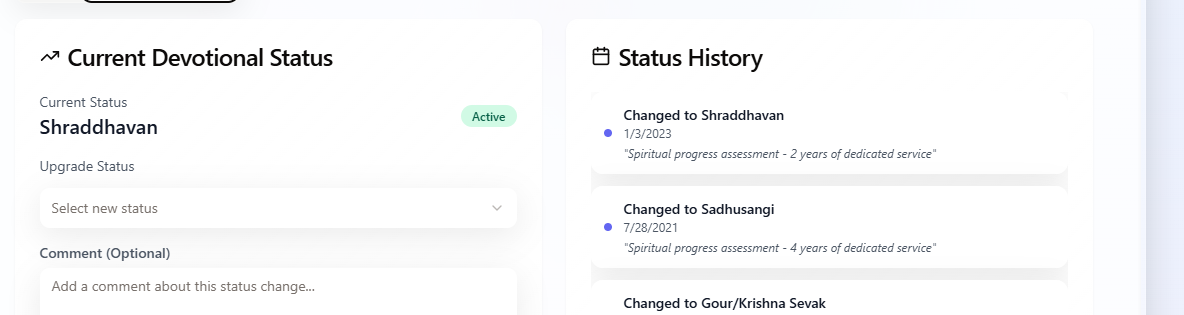 Current Devotional Status
Current Status
Shraddhavan
Active
Upgrade Status
Select new status
Comment (Optional)
Add a comment about this status change...
Status History
Changed to Shraddhavan
1/3/2023
"Spiritual progress assessment - 2 years of dedicated service"
Changed to Sadhusangi
7/28/2021
"Spiritual progress assessment - 4 years of dedicated service"
Changed to Gour/Krishna Sevak